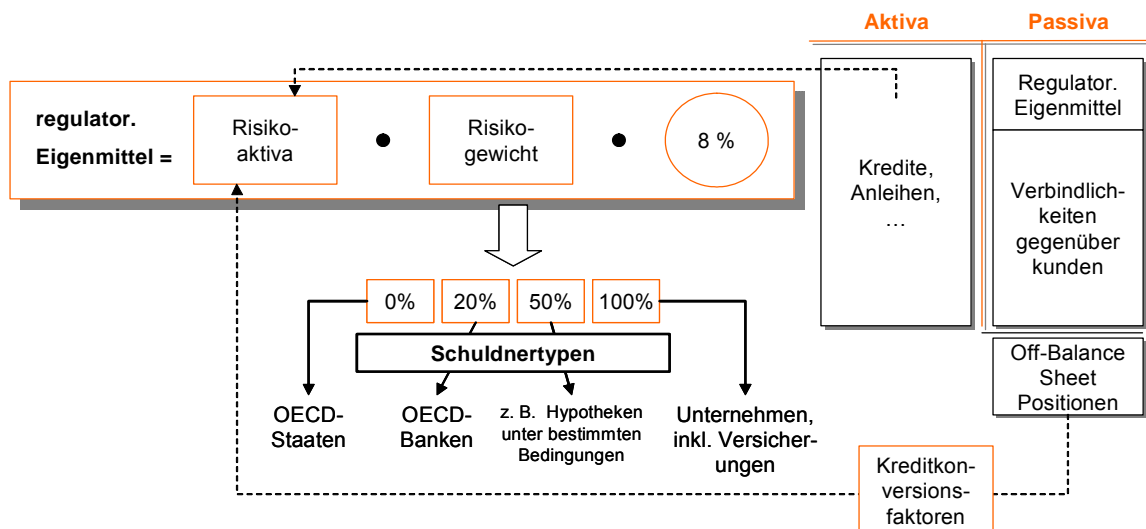 Aktiva
Passiva
regulator.
Eigenmittel =
Risiko-
aktiva
Risiko-
gewicht
8 %
Kredite,
Anleihen,
…
Regulator.
Eigenmittel
Verbindlich-
keiten
gegenüber
kunden
0%
20%
50%
100%
Schuldnertypen
OECD-
Staaten
OECD-
Banken
z. B. Hypotheken
unter bestimmten
Bedingungen
Unternehmen,
inkl. Versicher-
ungen
Off-Balance
Sheet
Positionen
Kreditkon-
versions-
faktoren